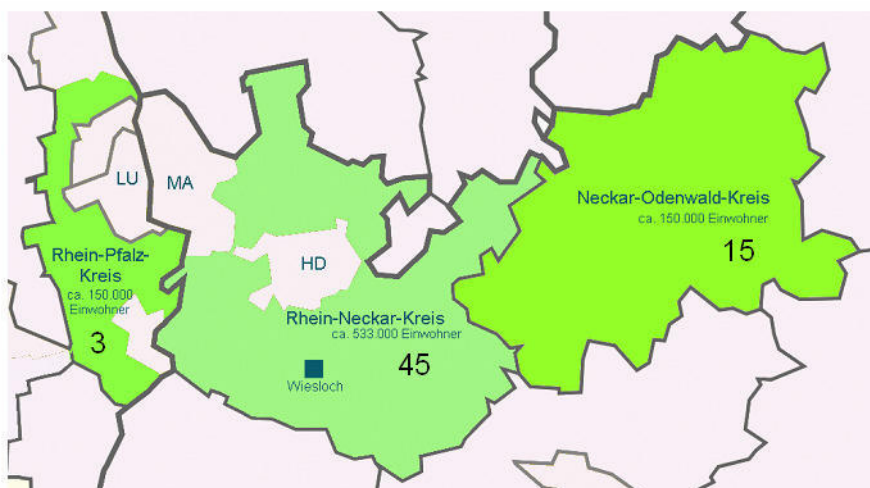 LU
MA
HD
Rhein-Pfalz-
Kreis
ca. 150.000
Einwohner
3
Rhein-Neckar-Kreis
ca. 533.000 Einwohner
45
Wiesloch
Neckar-Odenwald-Kreis
ca. 150.000 Einwohner
15